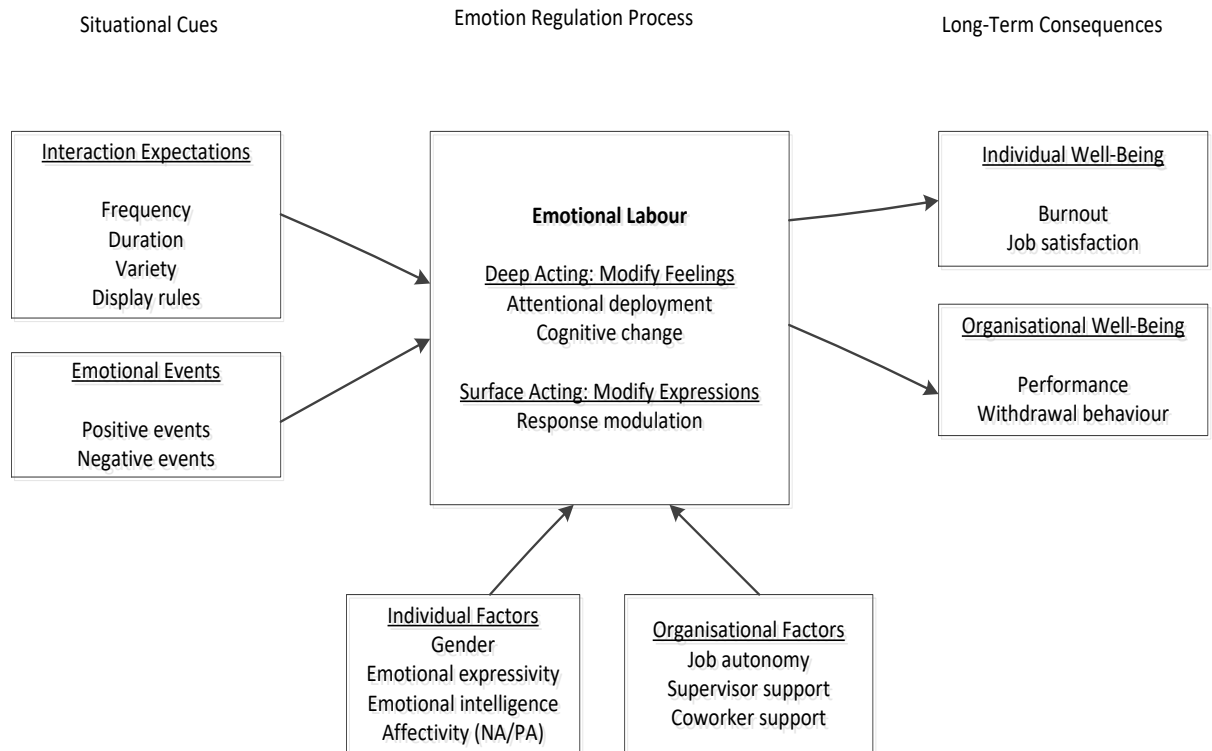 Situational Cues
Emotion Regulation Process
Long-Term Consequences
Interaction Expectations
Frequency
Duration
Variety
Display rules
Emotional Events
Positive events
Negative events
Emotional Labour
Deep Acting: Modify Feelings
Attentional deployment
Cognitive change
Surface Acting: Modify Expressions
Response modulation
Individual Well-Being
Burnout
Job satisfaction
Organisational Well-Being
Performance
Withdrawal behaviour
Individual Factors
Gender
Emotional expressivity
Emotional intelligence
Affectivity (NA/PA)
Organisational Factors
Job autonomy
Supervisor support
Coworker support